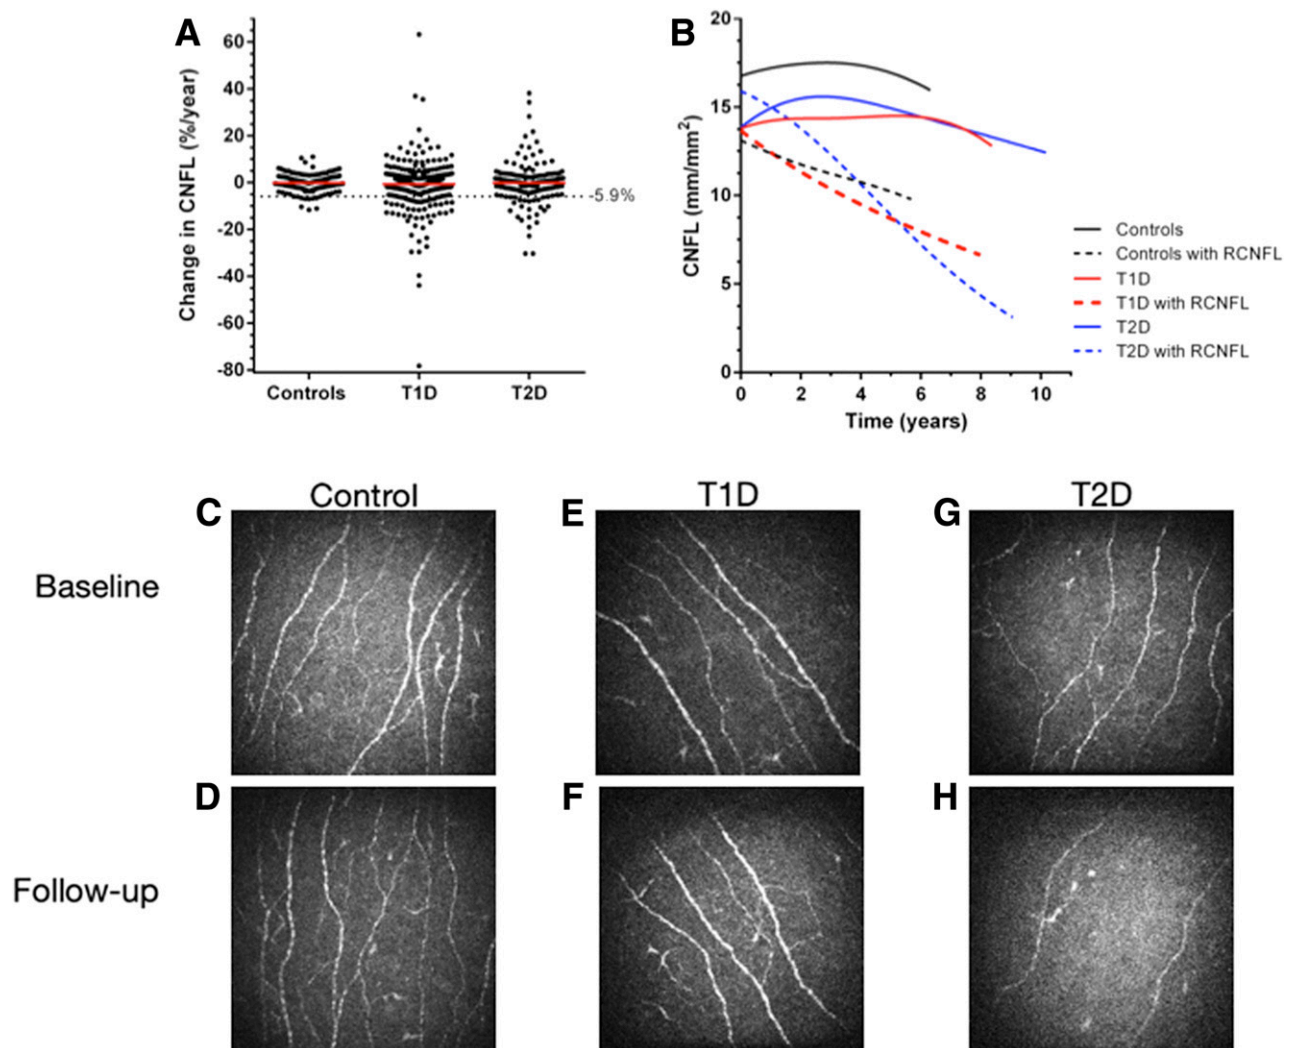 A
Change in CNFL (%/year)
60
40
20
0
-20
-40
-60
-80
-5.9%
Controls
T1D
T2D
B
CNFL (mm/mm²)
20
15
10
5
0
0
2
4
6
8
10
Time (years)
Controls
Controls with RCNFL
T1D
T1D with RCNFL
T2D
T2D with RCNFL
Control
T1D
T2D
C
E
G
Baseline
D
F
H
Follow-up